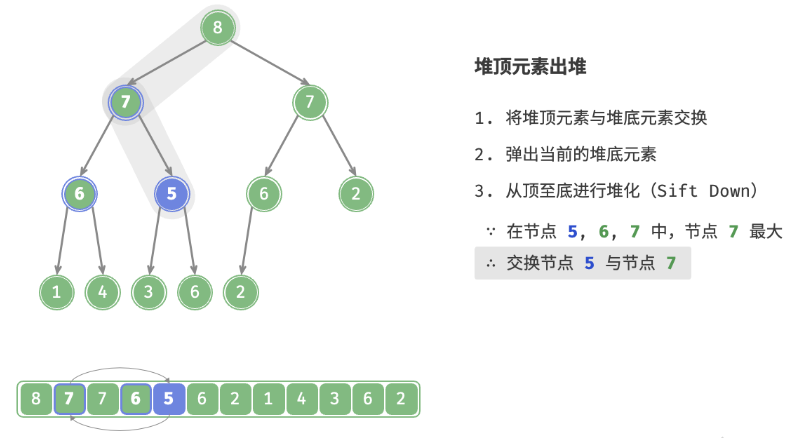 8
7 7
6 5 6 2
1 4 3 6 2
堆顶元素出堆
1. 将堆顶元素与堆底元素交换
2. 弹出当前的堆底元素
3. 从顶至底进行堆化（Sift Down）
∵ 在节点 5, 6, 7 中，节点 7 最大
∴ 交换节点 5 与节点 7
8 7 7 6 5 6 2 1 4 3 6 2